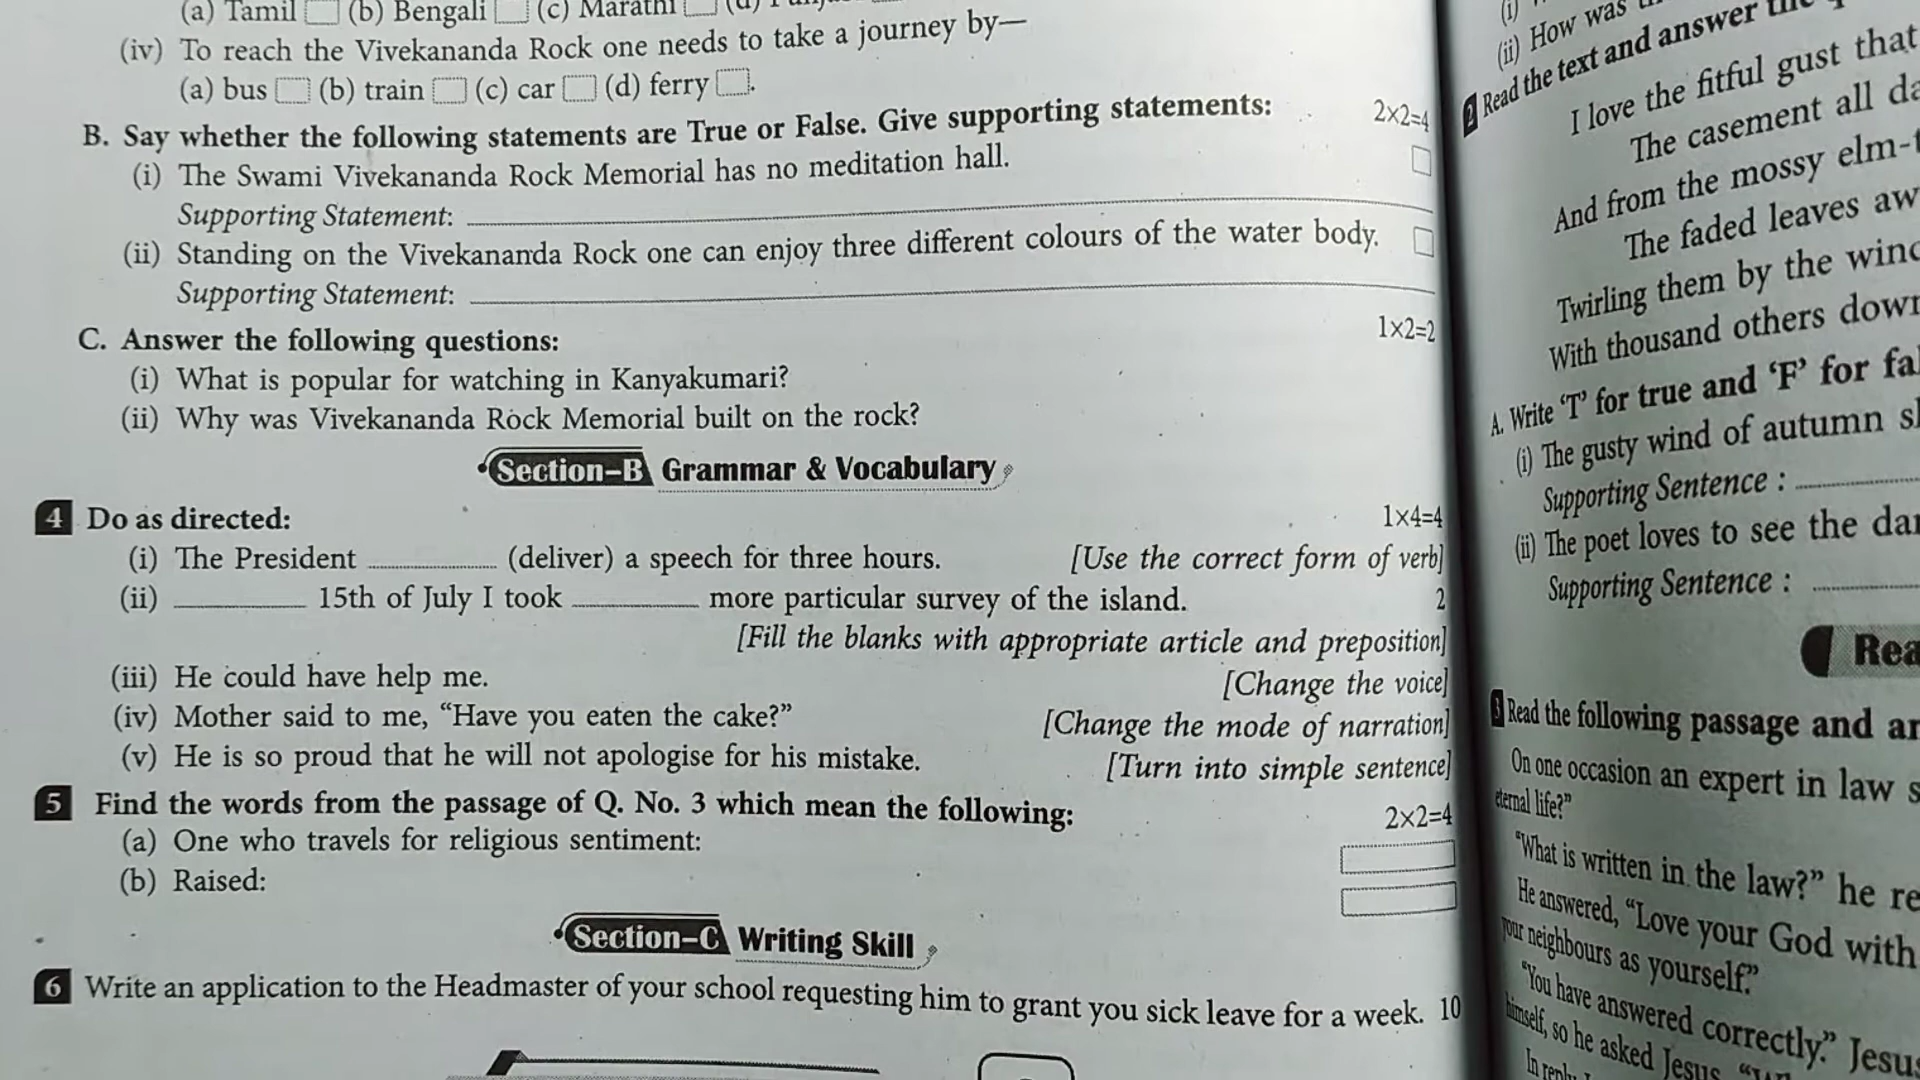 (a) Tamil (b) Bengali (c) Marathi (d)
(iv) To reach the Vivekananda Rock one needs to take a journey by—
(a) bus (b) train (c) car (d) ferry .
B. Say whether the following statements are True or False. Give supporting statements: 2×2=4
(i) The Swami Vivekananda Rock Memorial has no meditation hall.
Supporting Statement:
(ii) Standing on the Vivekananda Rock one can enjoy three different colours of the water body.
Supporting Statement:
C. Answer the following questions: 1×2=2
(i) What is popular for watching in Kanyakumari?
(ii) Why was Vivekananda Rock Memorial built on the rock?
Section-B Grammar & Vocabulary
4 Do as directed: 1×4=4
(i) The President (deliver) a speech for three hours. [Use the correct form of verb]
(ii) 15th of July I took more particular survey of the island. 2
[Fill the blanks with appropriate article and preposition]
(iii) He could have help me. [Change the voice]
(iv) Mother said to me, “Have you eaten the cake?” [Change the mode of narration]
(v) He is so proud that he will not apologise for his mistake. [Turn into simple sentence]
5 Find the words from the passage of Q. No. 3 which mean the following: 2×2=4
(a) One who travels for religious sentiment:
(b) Raised:
Section-C Writing Skill
6 Write an application to the Headmaster of your school requesting him to grant you sick leave for a week. 10
(i)
(ii) How was
2 Read the text and answer the
I love the fitful gust that
The casement all
And from the mossy
The faded leaves
Twirling them by the
With thousand others
A. Write ‘T’ for true and ‘F’ for
(i) The gusty wind of autumn
Supporting Sentence :
(ii) The poet loves to see the
Supporting Sentence :
3 Read the following passage and
On one occasion an expert in law
eternal life?”
“What is written in the law?” he
He answered, “Love your God with
your neighbours as yourself.”
“You have answered correctly.” Jesus
himself, so he asked Jesus,
In